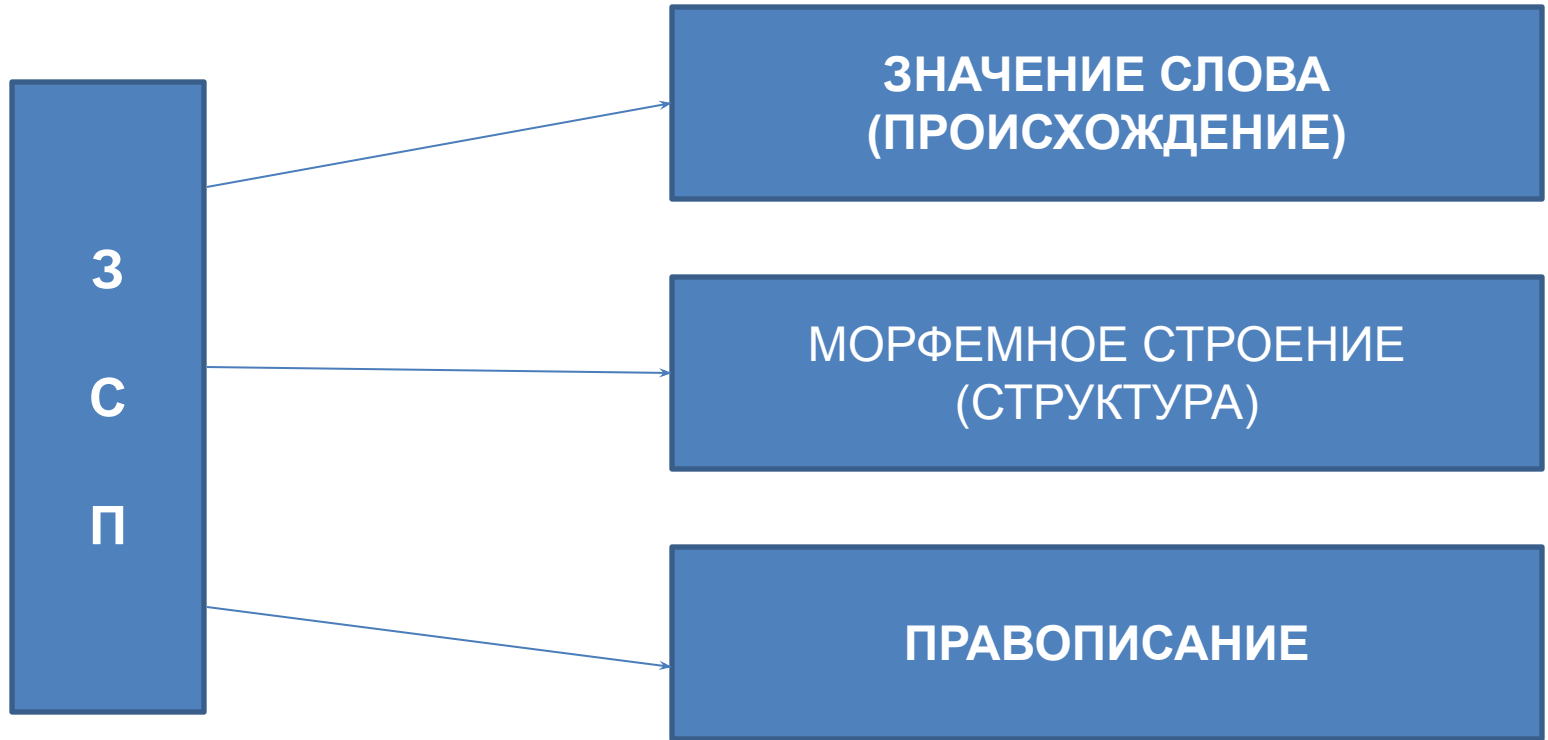 З
С
П
ЗНАЧЕНИЕ СЛОВА
(ПРОИСХОЖДЕНИЕ)
МОРФЕМНОЕ СТРОЕНИЕ
(СТРУКТУРА)
ПРАВОПИСАНИЕ